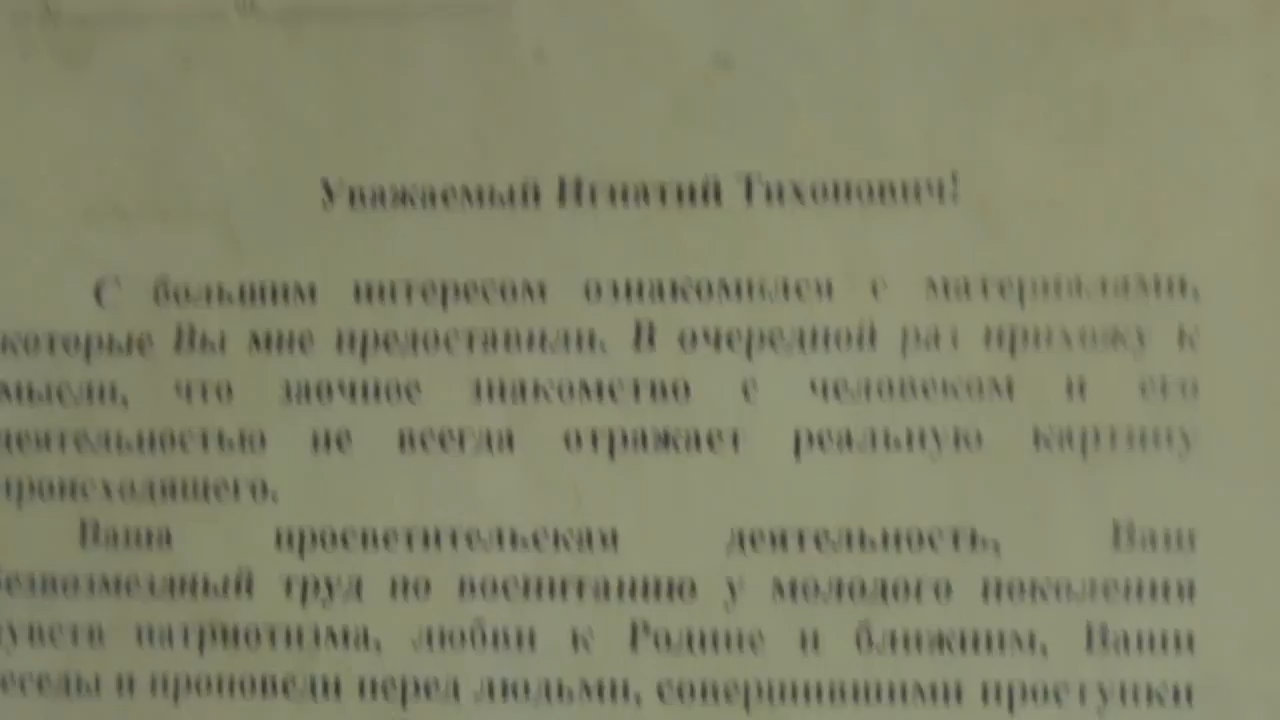 Уважаемый Игнатий Тихонович!
С большим интересом ознакомился с материалами,
которые Вы мне предоставили. В очередной раз прихожу к
мысли, что заочное знакомство с человеком и его
деятельностью не всегда отражает реальную картину
происходящего.
Ваша просветительская деятельность, Ваш
безвозмездный труд по воспитанию у молодого поколения
чувств патриотизма, любви к Родине и ближним, Ваши
беседы и проповеди перед людьми, совершившими проступки